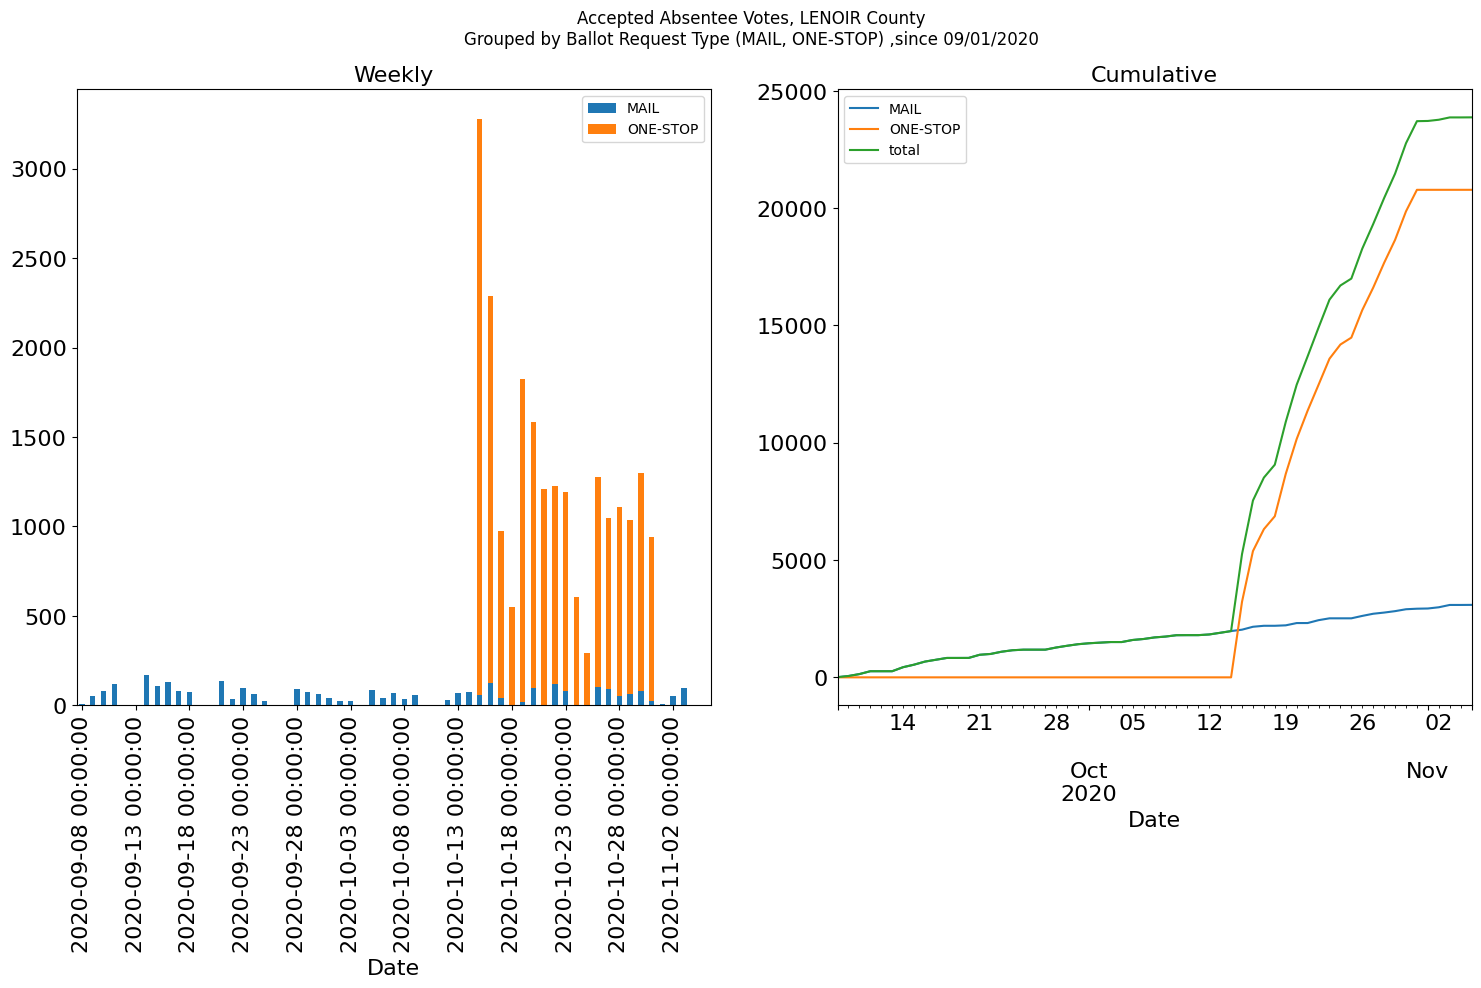 Accepted Absentee Votes, LENOIR County
Grouped by Ballot Request Type (MAIL, ONE-STOP) ,since 09/01/2020
Weekly
MAIL
ONE-STOP
3000
2500
2000
1500
1000
500
0
2020-09-08 00:00:00
2020-09-13 00:00:00
2020-09-18 00:00:00
2020-09-23 00:00:00
2020-09-28 00:00:00
2020-10-03 00:00:00
2020-10-08 00:00:00
2020-10-13 00:00:00
2020-10-18 00:00:00
2020-10-23 00:00:00
2020-10-28 00:00:00
2020-11-02 00:00:00
Date
Cumulative
MAIL
ONE-STOP
total
25000
20000
15000
10000
5000
0
14 21 28 05 12 19 26 02
Oct Nov
2020
Date